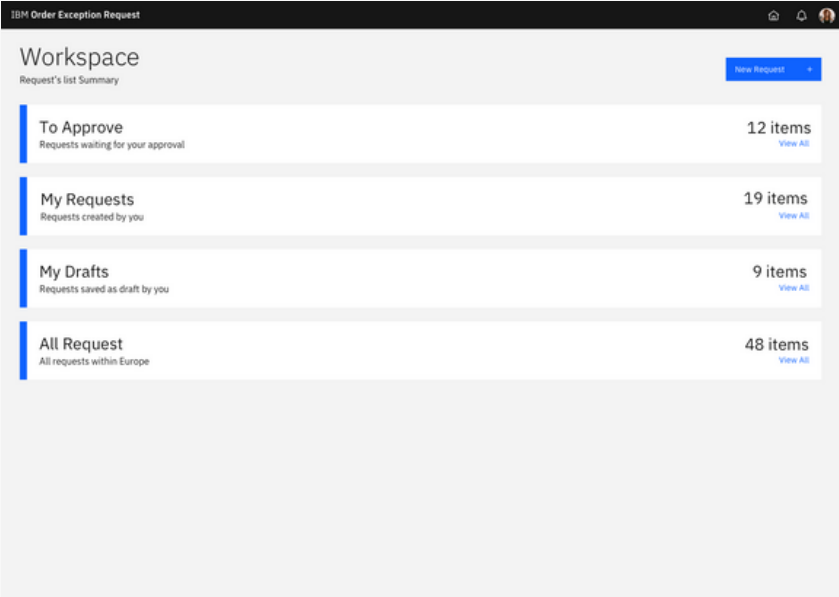 IBM Order Exception Request
Workspace
Request's list Summary
New Request +
To Approve
Requests waiting for your approval
12 items
View All
My Requests
Requests created by you
19 items
View All
My Drafts
Requests saved as draft by you
9 items
View All
All Request
All requests within Europe
48 items
View All